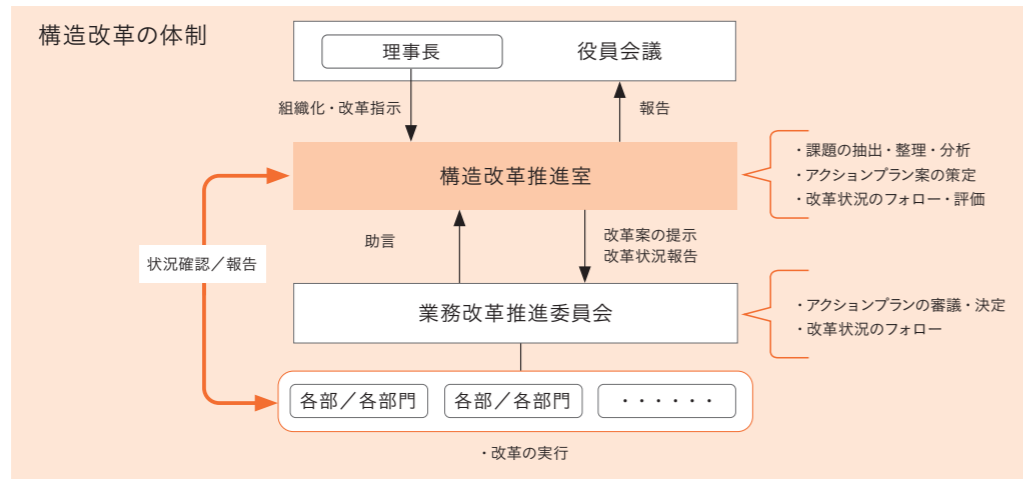 構造改革の体制
理事長
役員会議
組織化・改革指示
報告
構造改革推進室
・課題の抽出・整理・分析
・アクションプラン案の策定
・改革状況のフォロー・評価
助言
改革案の提示
改革状況報告
状況確認／報告
業務改革推進委員会
・アクションプランの審議・決定
・改革状況のフォロー
各部／各部門
各部／各部門
・・・・・・
・改革の実行